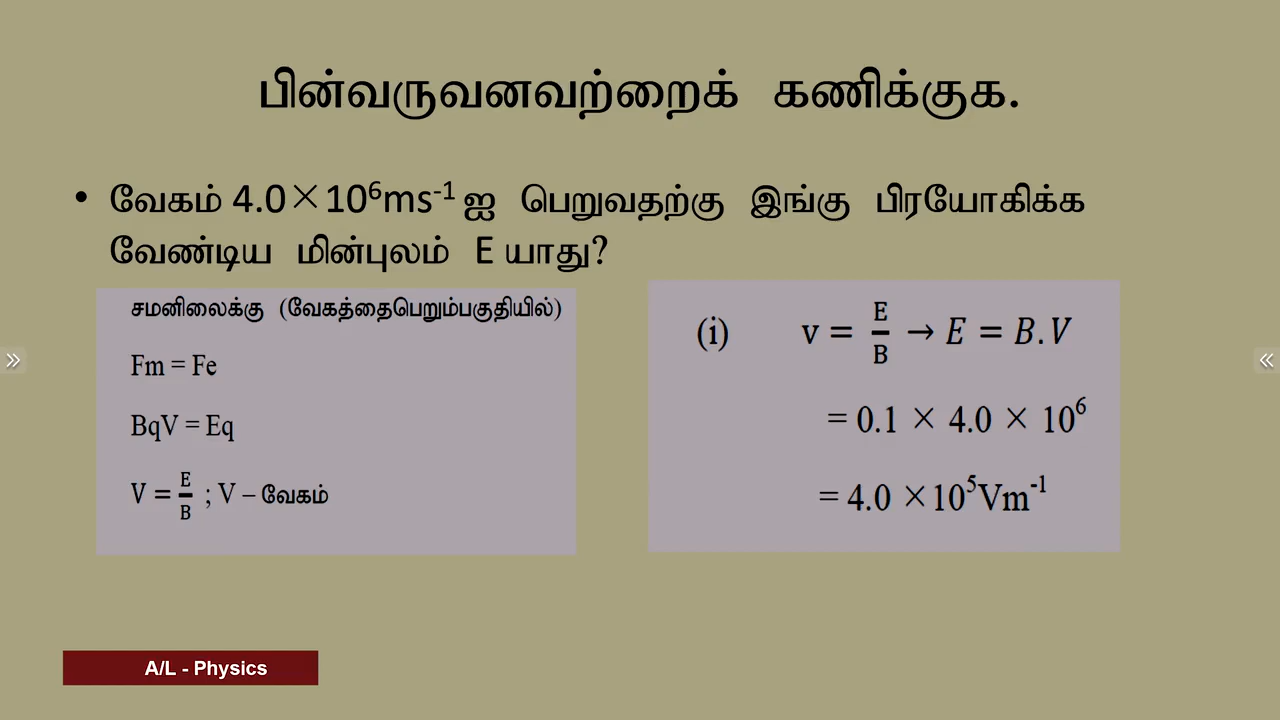 பின்வருவனவற்றைக் கணிக்குக.
• வேகம் 4.0×10⁶ms⁻¹ ஐ பெறுவதற்கு இங்கு பிரயோகிக்க
வேண்டிய மின்புலம் E யாது?
சமனிலைக்கு (வேகத்தைபெறும்பகுதியில்)
Fm = Fe
BqV = Eq
V = E/B ; V – வேகம்
(i) v = E/B → E = B.V
= 0.1 × 4.0 × 10⁶
= 4.0 ×10⁵Vm⁻¹
A/L - Physics